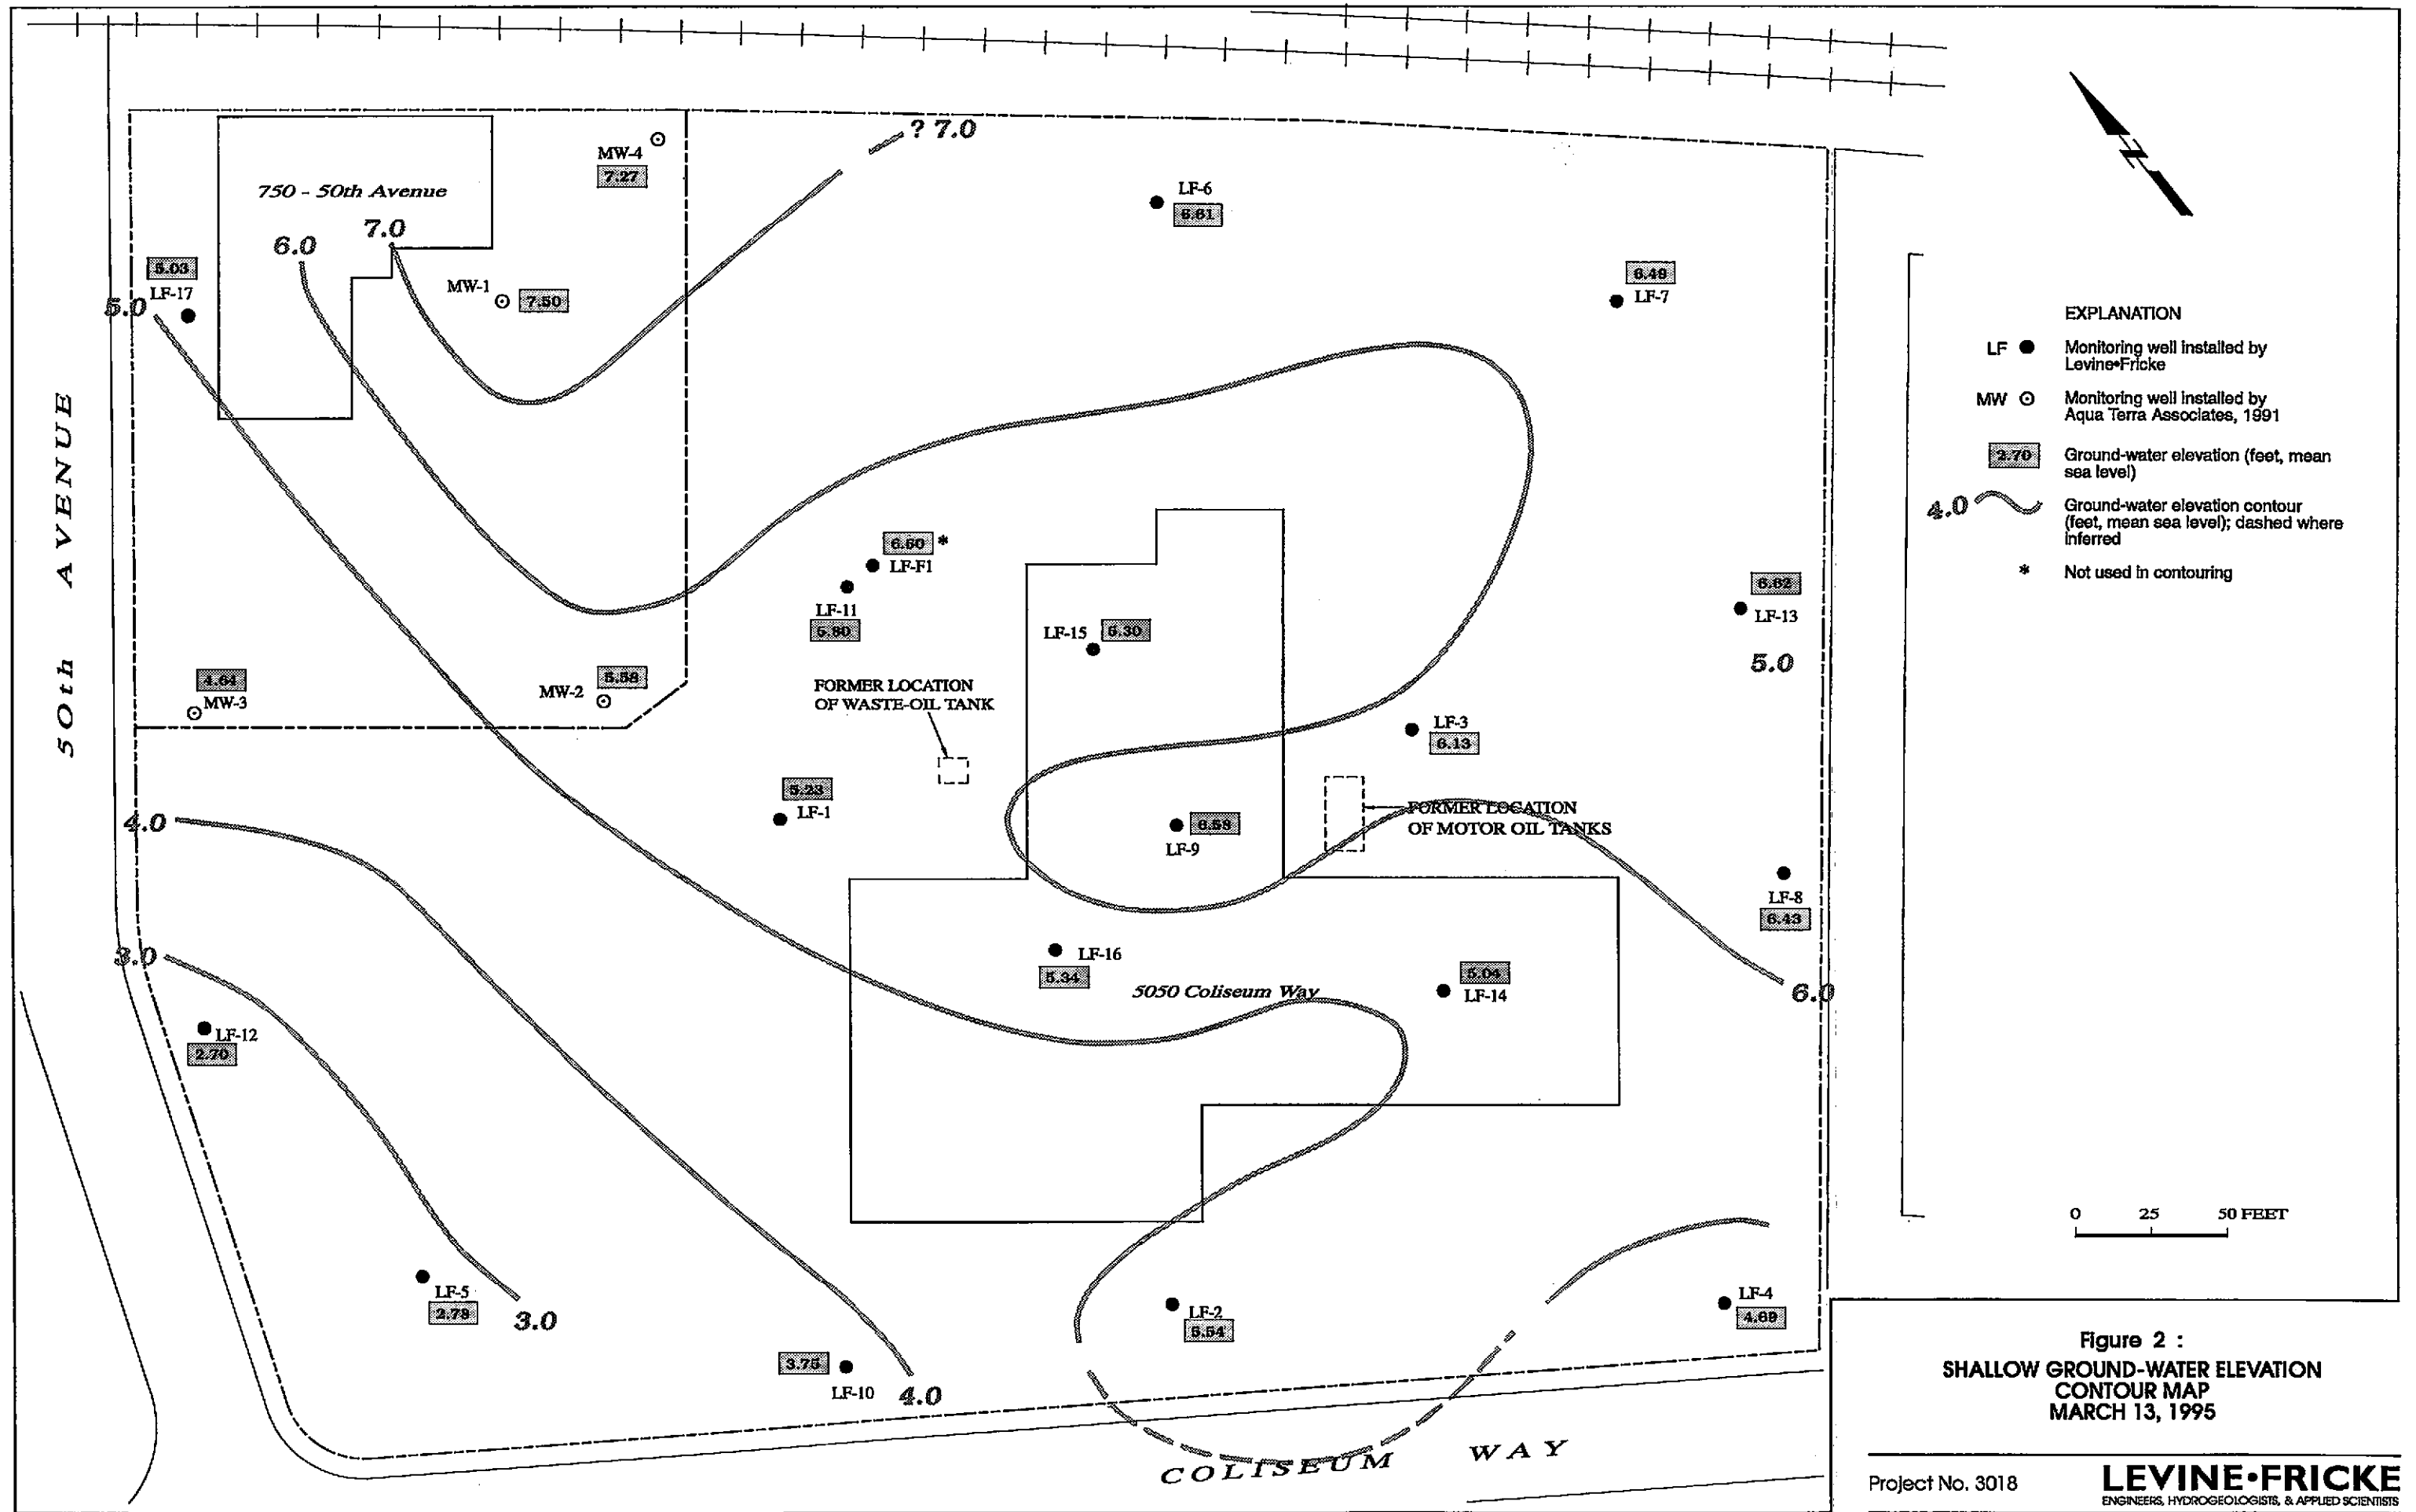 ? 7.0
MW-4
7.27
750 - 50th Avenue
7.0
6.0
LF-6
6.61
5.03
LF-17
5.0
MW-1
7.50
6.49
LF-7
EXPLANATION
LF
Monitoring well installed by
Levine•Fricke
MW
Monitoring well installed by
Aqua Terra Associates, 1991
2.70
Ground-water elevation (feet, mean
sea level)
4.0
Ground-water elevation contour
(feet, mean sea level); dashed where
inferred
*
Not used in contouring
50th AVENUE
6.60 *
LF-F1
LF-11
5.80
LF-15
5.30
6.62
LF-13
5.0
4.64
MW-3
MW-2
5.58
FORMER LOCATION
OF WASTE-OIL TANK
LF-3
6.13
5.23
LF-1
4.0
FORMER LOCATION
OF MOTOR OIL TANKS
6.58
LF-9
LF-8
6.43
3.0
LF-16
5.34
5050 Coliseum Way
5.04
LF-14
6.0
LF-12
2.70
0 25 50 FEET
LF-5
2.78
3.0
LF-2
5.54
LF-4
4.69
3.75
LF-10
4.0
COLISEUM WAY
Figure 2 :
SHALLOW GROUND-WATER ELEVATION
CONTOUR MAP
MARCH 13, 1995
Project No. 3018
LEVINE•FRICKE
ENGINEERS, HYDROGEOLOGISTS, & APPLIED SCIENTISTS